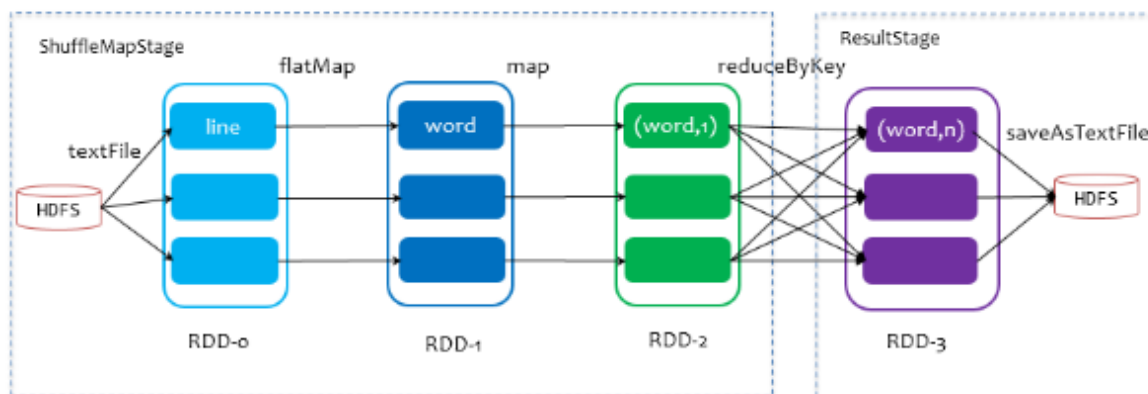 ShuffleMapStage
ResultStage
flatMap
map
reduceByKey
line
word
(word,1)
(word,n)
saveAsTextFile
textFile
HDFS
HDFS
RDD-0
RDD-1
RDD-2
RDD-3